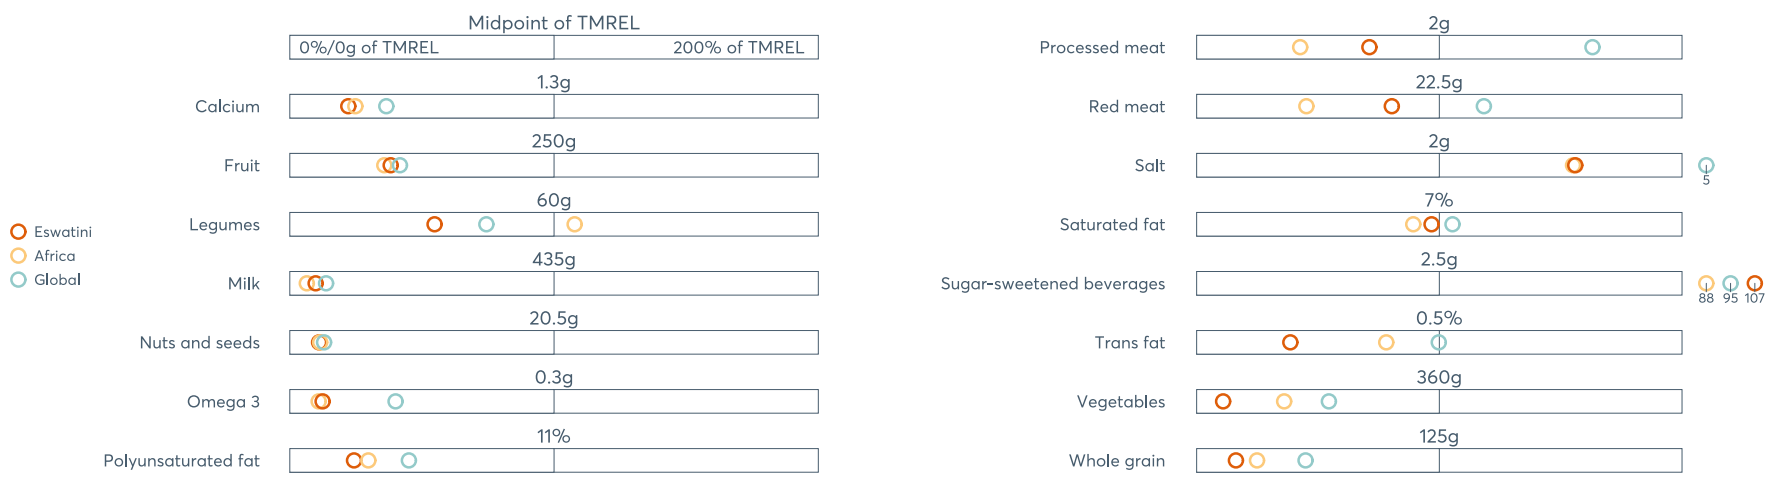 Midpoint of TMREL
0%/0g of TMREL 200% of TMREL
1.3g
Calcium
250g
Fruit
60g
Legumes
435g
Milk
20.5g
Nuts and seeds
0.3g
Omega 3
11%
Polyunsaturated fat
Eswatini
Africa
Global
2g
Processed meat
22.5g
Red meat
2g
Salt
5
7%
Saturated fat
2.5g
Sugar-sweetened beverages
88 95 107
0.5%
Trans fat
360g
Vegetables
125g
Whole grain